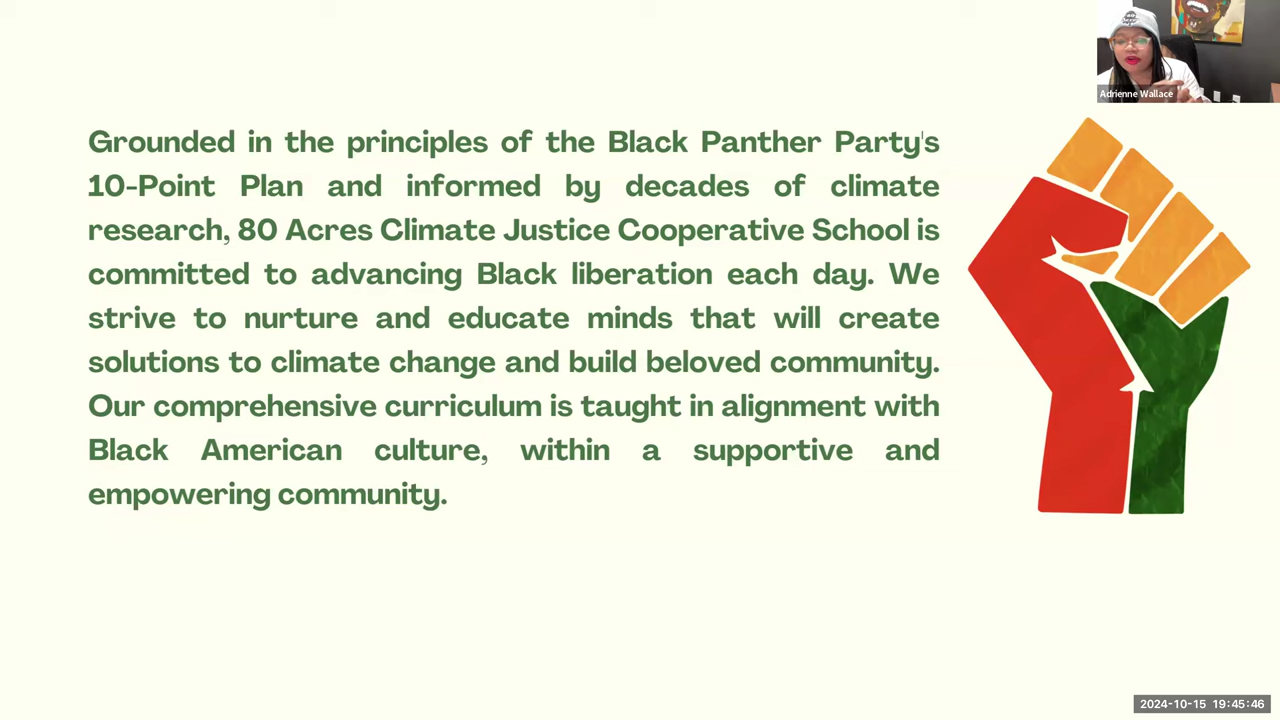 Adrienne Wallace
Grounded in the principles of the Black Panther Party's
10-Point Plan and informed by decades of climate
research, 80 Acres Climate Justice Cooperative School is
committed to advancing Black liberation each day. We
strive to nurture and educate minds that will create
solutions to climate change and build beloved community.
Our comprehensive curriculum is taught in alignment with
Black American culture, within a supportive and
empowering community.
2024-10-15 19:45:46